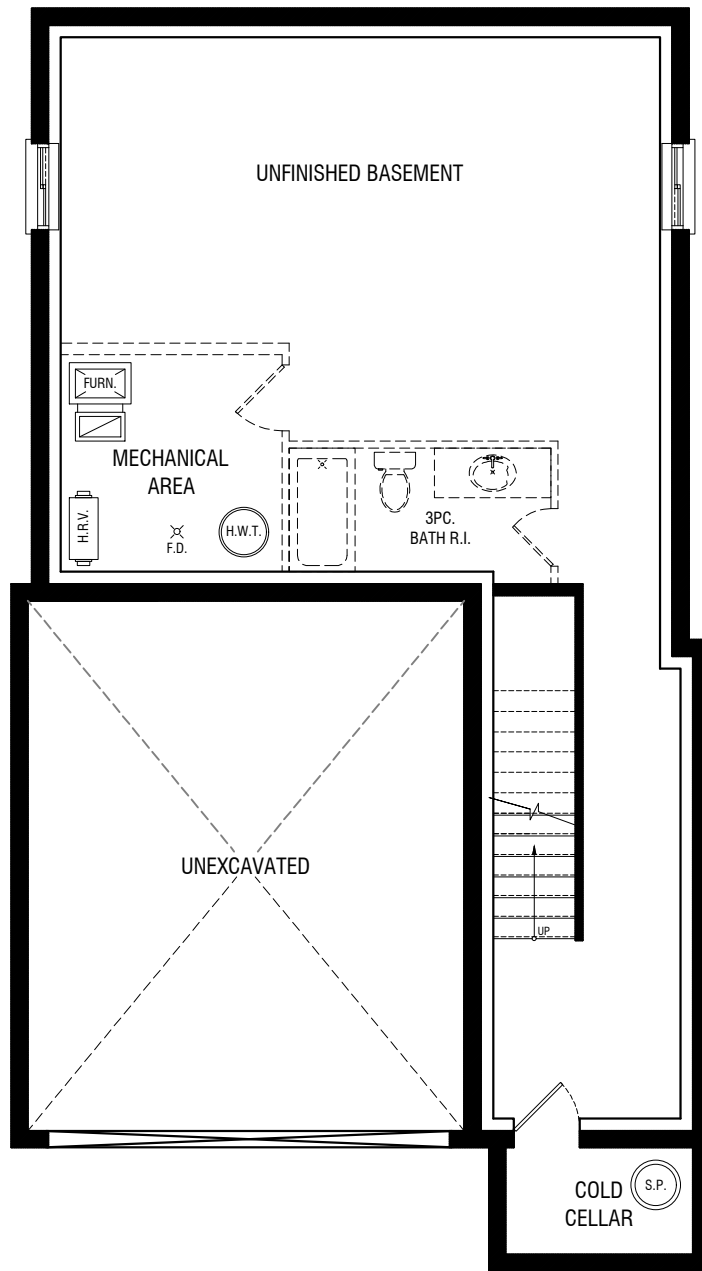 UNFINISHED BASEMENT
FURN.
MECHANICAL
AREA
H.R.V.
F.D.
H.W.T.
3PC.
BATH R.I.
UNEXCAVATED
UP
COLD
CELLAR
S.P.